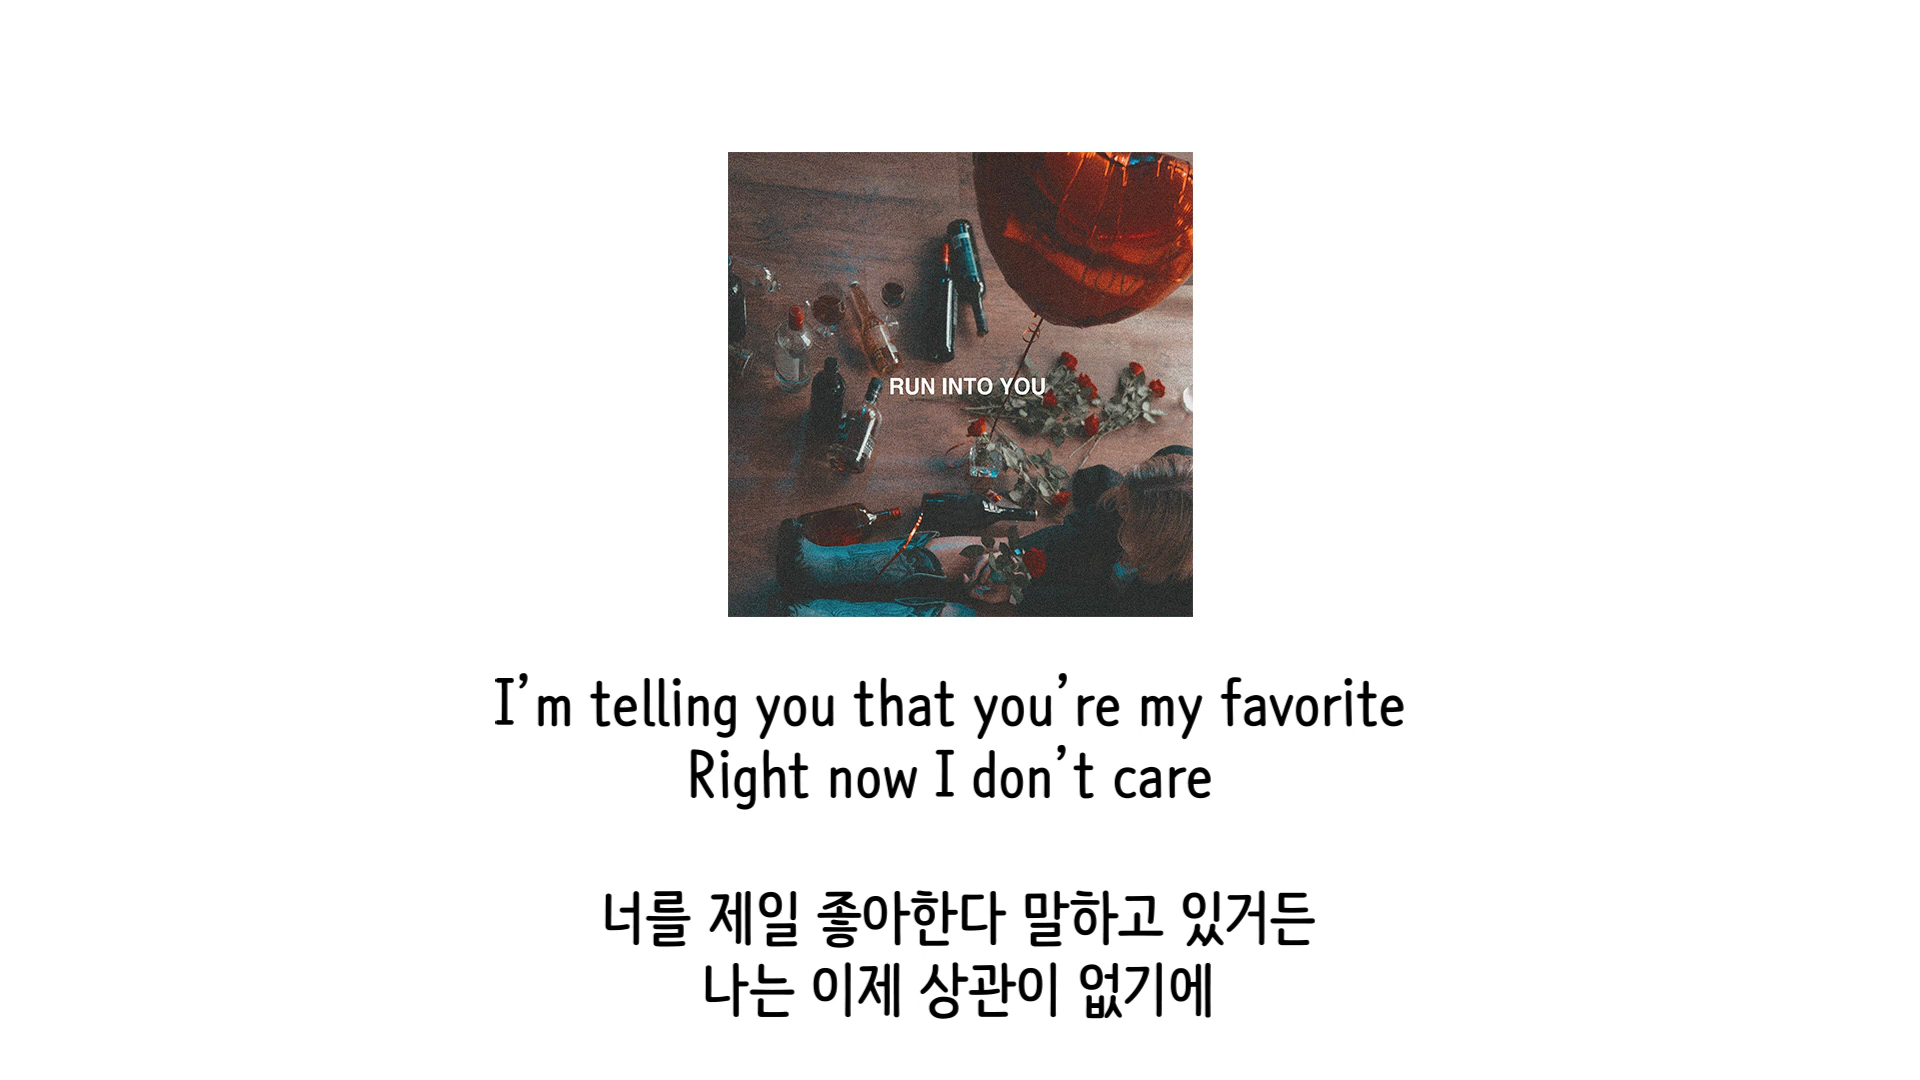 RUN INTO YOU
I’m telling you that you’re my favorite
Right now I don’t care
너를 제일 좋아한다 말하고 있거든
나는 이제 상관이 없기에